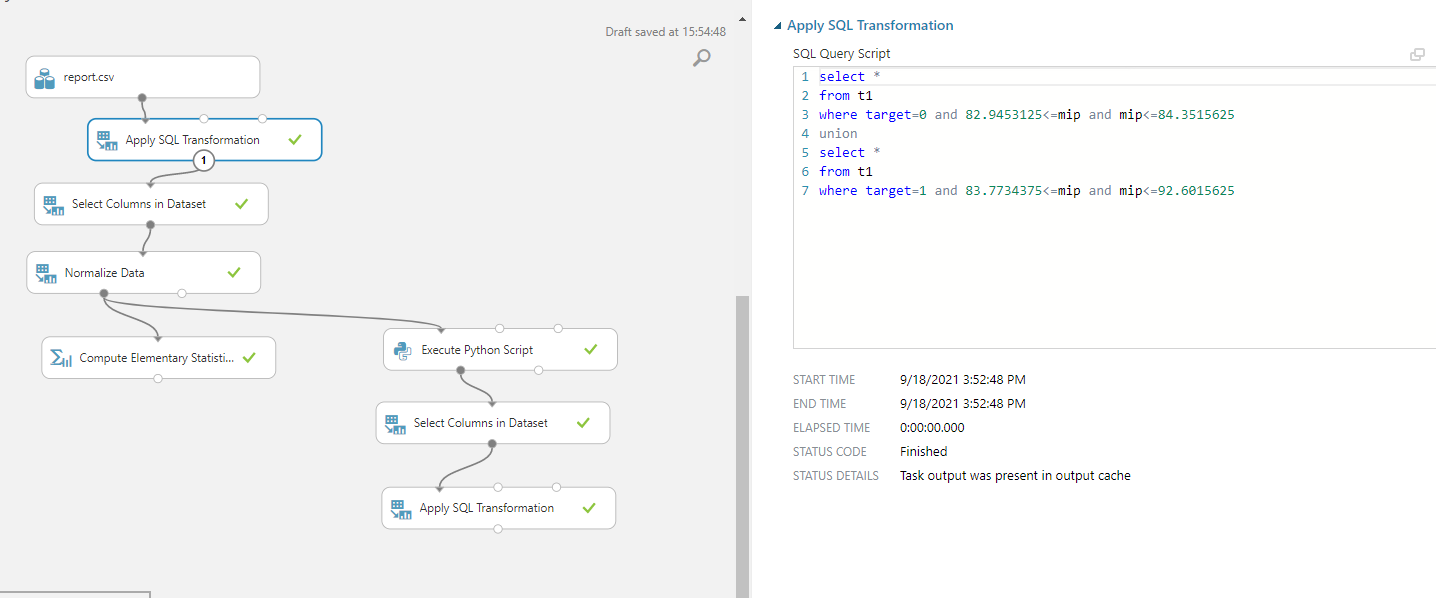 Draft saved at 15:54:48
report.csv
Apply SQL Transformation
1
Select Columns in Dataset
Normalize Data
Compute Elementary Statisti...
Execute Python Script
Select Columns in Dataset
Apply SQL Transformation
Apply SQL Transformation
SQL Query Script
1 select *
2 from t1
3 where target=0 and 82.9453125<=mip and mip<=84.3515625
4 union
5 select *
6 from t1
7 where target=1 and 83.7734375<=mip and mip<=92.6015625
START TIME 9/18/2021 3:52:48 PM
END TIME 9/18/2021 3:52:48 PM
ELAPSED TIME 0:00:00.000
STATUS CODE Finished
STATUS DETAILS Task output was present in output cache